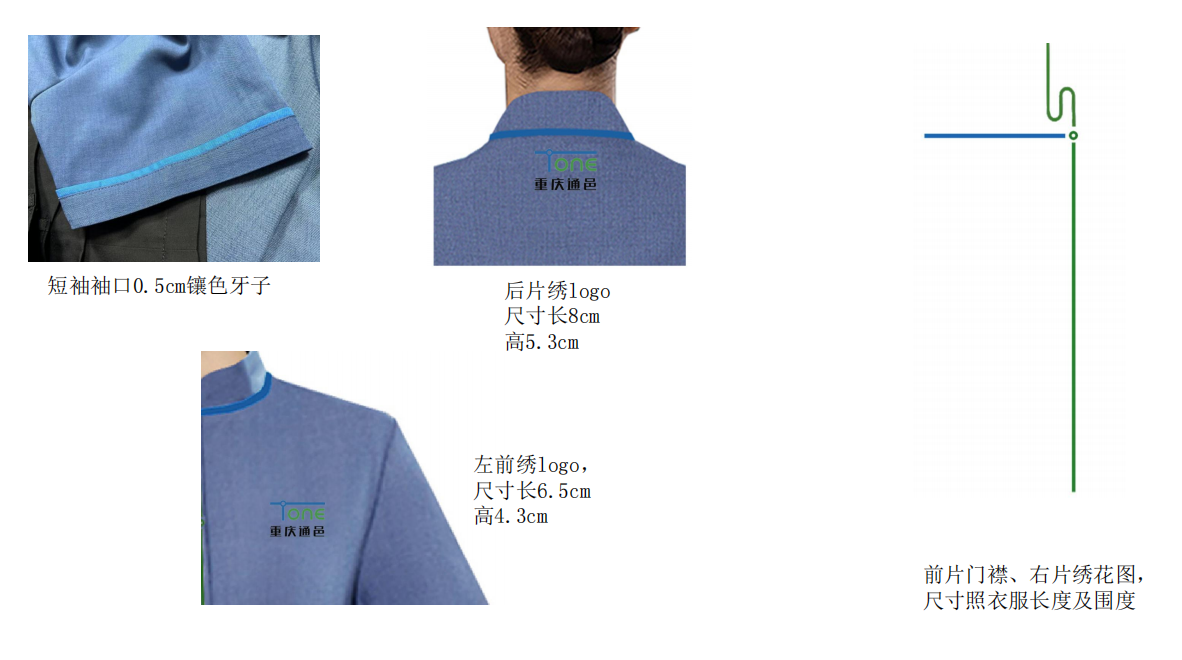 TONE
重庆通邑
短袖袖口0.5cm镶色牙子
后片绣logo
尺寸长8cm
高5.3cm
TONE
重庆通邑
左前绣logo，
尺寸长6.5cm
高4.3cm
前片门襟、右片绣花图，
尺寸照衣服长度及围度